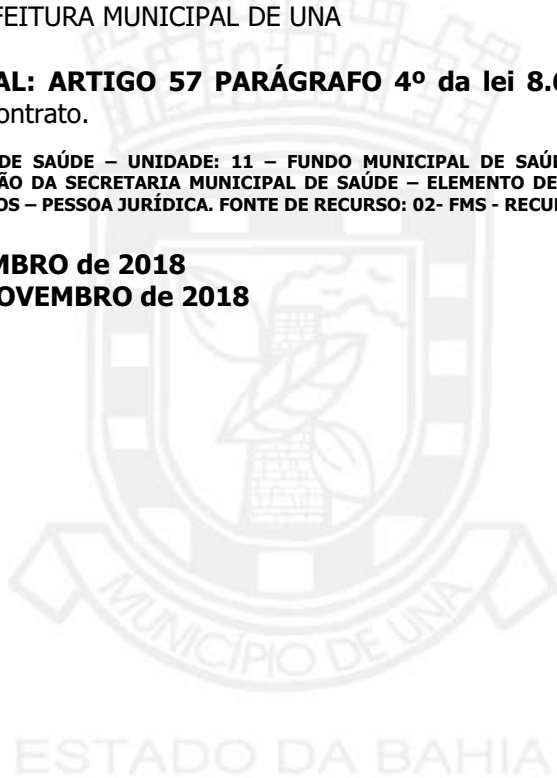 FEITURA MUNICIPAL DE UNA
AL: ARTIGO 57 PARÁGRAFO 4º da lei 8.6
ontrato.
DE SAÚDE – UNIDADE: 11 – FUNDO MUNICIPAL DE SAÚD
ÃO DA SECRETARIA MUNICIPAL DE SAÚDE – ELEMENTO DE
OS – PESSOA JURÍDICA. FONTE DE RECURSO: 02- FMS - RECU
MBRO de 2018
OVEMBRO de 2018
MUNICÍPIO DE UNA
ESTADO DA BAHIA